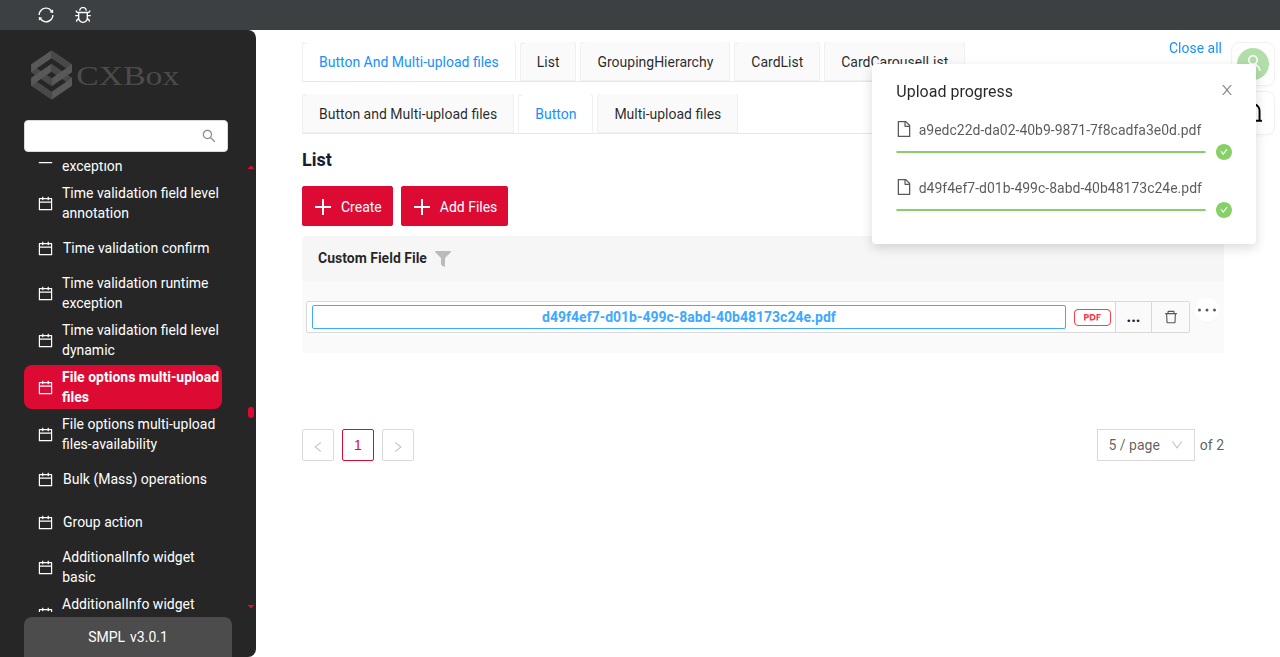 CXBox
exception
Time validation field level
annotation
Time validation confirm
Time validation runtime
exception
Time validation field level
dynamic
File options multi-upload
files
File options multi-upload
files-availability
Bulk (Mass) operations
Group action
AdditionalInfo widget
basic
AdditionalInfo widget
SMPL v3.0.1
Button And Multi-upload files
List
GroupingHierarchy
CardList
CardCarouselList
Close all
Button and Multi-upload files
Button
Multi-upload files
Upload progress
a9edc22d-da02-40b9-9871-7f8cadfa3e0d.pdf
d49f4ef7-d01b-499c-8abd-40b48173c24e.pdf
List
Create
Add Files
Custom Field File
d49f4ef7-d01b-499c-8abd-40b48173c24e.pdf
PDF
...
1
5 / page
of 2